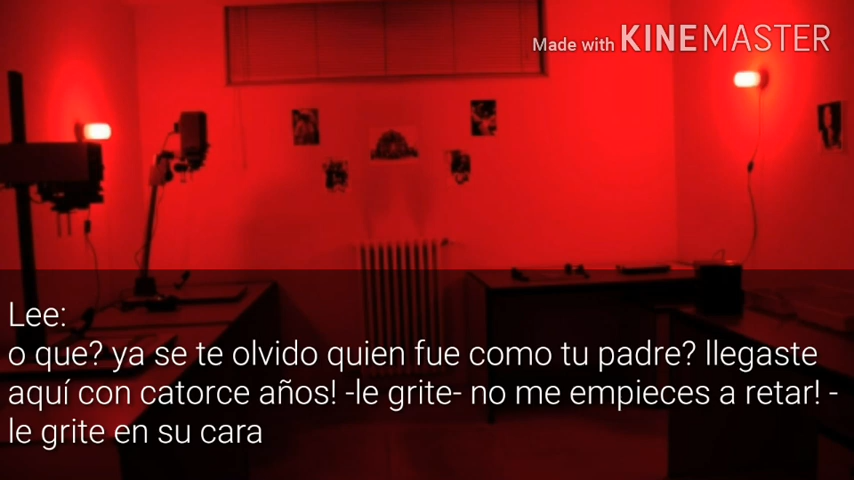 Made with KINEMASTER
Lee:
o que? ya se te olvido quien fue como tu padre? llegaste
aquí con catorce años! -le grite- no me empieces a retar! -
le grite en su cara